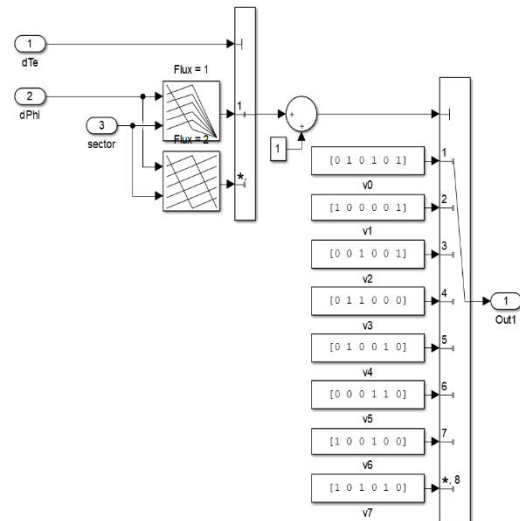 1
dTe
Flux = 1
2
dPhI
3
sector
1
Flux = 2
*,
+
+
1
[0 1 0 1 0 1]
1
v0
[1 0 0 0 0 1]
2
v1
[0 0 1 0 0 1]
3
v2
[0 1 1 0 0 0]
4
v3
[0 1 0 0 1 0]
5
v4
[0 0 0 1 1 0]
6
v5
[1 0 0 1 0 0]
7
v6
[1 0 1 0 1 0]
*, 8
v7
1
Out1